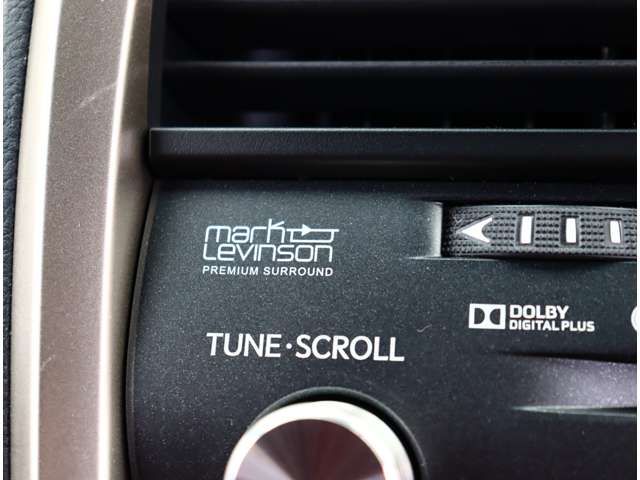 mark
Levinson
PREMIUM SURROUND
DOLBY
DIGITAL PLUS
TUNE·SCROLL